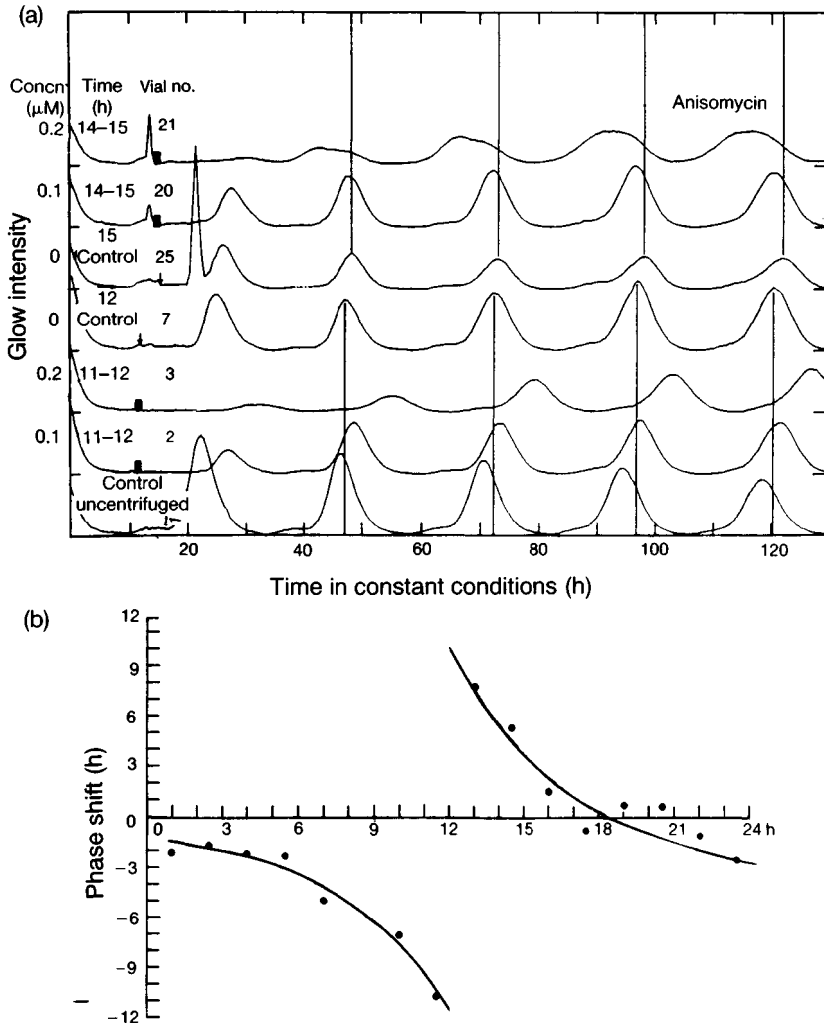 (a)
Concn Time Vial no.
(μM) (h)
Anisomycin
0.2 14–15 21
0.1 14–15 20
15
0 Control 25
12
0 Control 7
0.2 11–12 3
0.1 11–12 2
Control
uncentrifuged
Glow intensity
20 40 60 80 100 120
Time in constant conditions (h)
(b)
12
9
6
3
0
−3
−6
−9
−12
0 3 6 9 12 15 18 21 24 h
Phase shift (h)